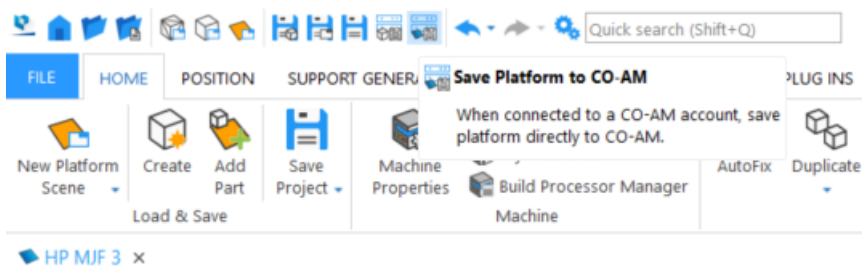 Quick search (Shift+Q)
FILE HOME POSITION SUPPORT GENER PLUG INS
Save Platform to CO-AM
When connected to a CO-AM account, save
platform directly to CO-AM.
New Platform Create Add Save Machine AutoFix Duplicate
Scene Part Project Properties Build Processor Manager
Load & Save Machine
HP MJF 3